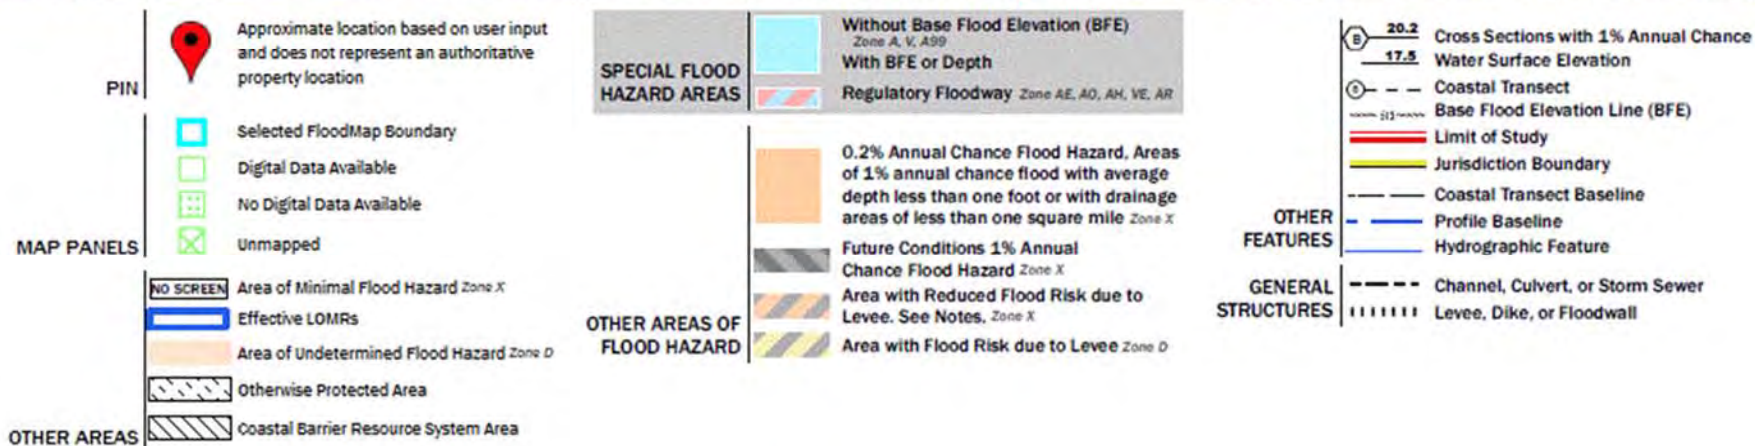 PIN
Approximate location based on user input
and does not represent an authoritative
property location
MAP PANELS
Selected FloodMap Boundary
Digital Data Available
No Digital Data Available
Unmapped
OTHER AREAS
NO SCREEN Area of Minimal Flood Hazard Zone X
Effective LOMRs
Area of Undetermined Flood Hazard Zone D
Otherwise Protected Area
Coastal Barrier Resource System Area
SPECIAL FLOOD
HAZARD AREAS
Without Base Flood Elevation (BFE)
Zone A, V, A99
With BFE or Depth
Regulatory Floodway Zone AE, AO, AH, VE, AR
OTHER AREAS OF
FLOOD HAZARD
0.2% Annual Chance Flood Hazard, Areas
of 1% annual chance flood with average
depth less than one foot or with drainage
areas of less than one square mile Zone X
Future Conditions 1% Annual
Chance Flood Hazard Zone X
Area with Reduced Flood Risk due to
Levee. See Notes. Zone X
Area with Flood Risk due to Levee Zone D
OTHER
FEATURES
B 20.2 Cross Sections with 1% Annual Chance
17.5 Water Surface Elevation
Coastal Transect
Base Flood Elevation Line (BFE)
Limit of Study
Jurisdiction Boundary
Coastal Transect Baseline
Profile Baseline
Hydrographic Feature
GENERAL
STRUCTURES
Channel, Culvert, or Storm Sewer
Levee, Dike, or Floodwall